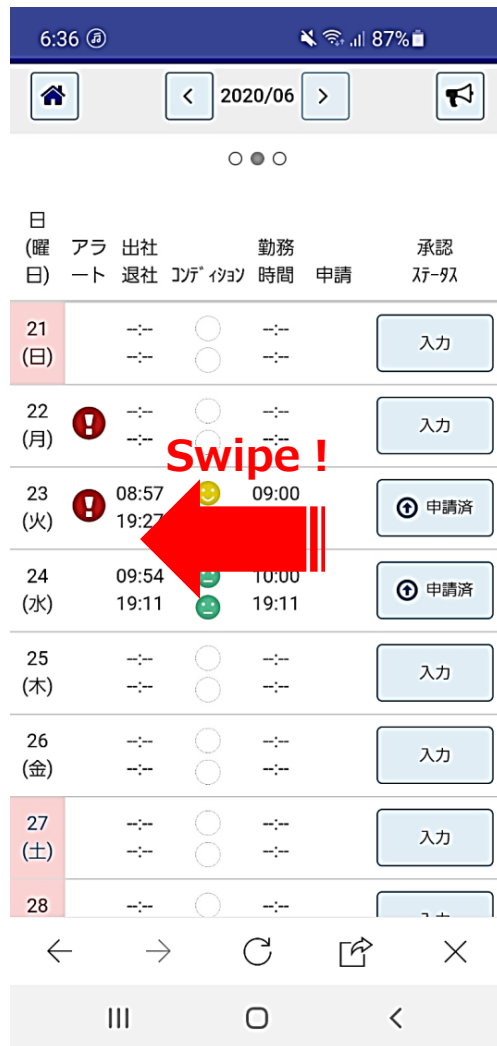 6:36 87%
2020/06
日
(曜 アラ 出社 勤務 承認
日) ート 退社 ｺﾝﾃﾞｨｼｮﾝ 時間 申請 ｽﾃｰﾀｽ
21 --:-- --:-- 入力
(日) --:-- --:--
22 --:-- --:-- 入力
(月) --:-- --:--
Swipe !
23 08:57 09:00 申請済
(火) 19:27
24 09:54 10:00 申請済
(水) 19:11 19:11
25 --:-- --:-- 入力
(木) --:-- --:--
26 --:-- --:-- 入力
(金) --:-- --:--
27 --:-- --:-- 入力
(土) --:-- --:--
28 --:-- --:--